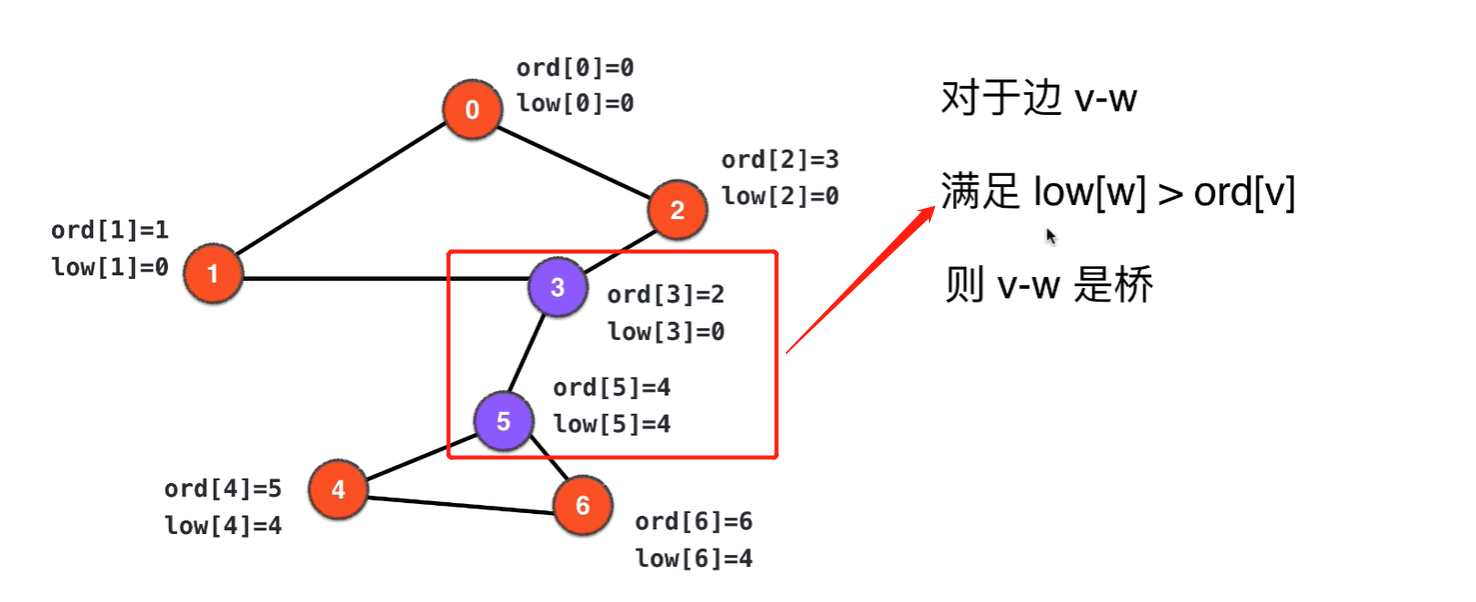 ord[0]=0
low[0]=0
0
对于边 v-w
ord[2]=3
low[2]=0
2
满足 low[w] > ord[v]
ord[1]=1
low[1]=0
1
3
ord[3]=2
low[3]=0
则 v-w 是桥
ord[5]=4
low[5]=4
5
ord[4]=5
low[4]=4
4
6
ord[6]=6
low[6]=4